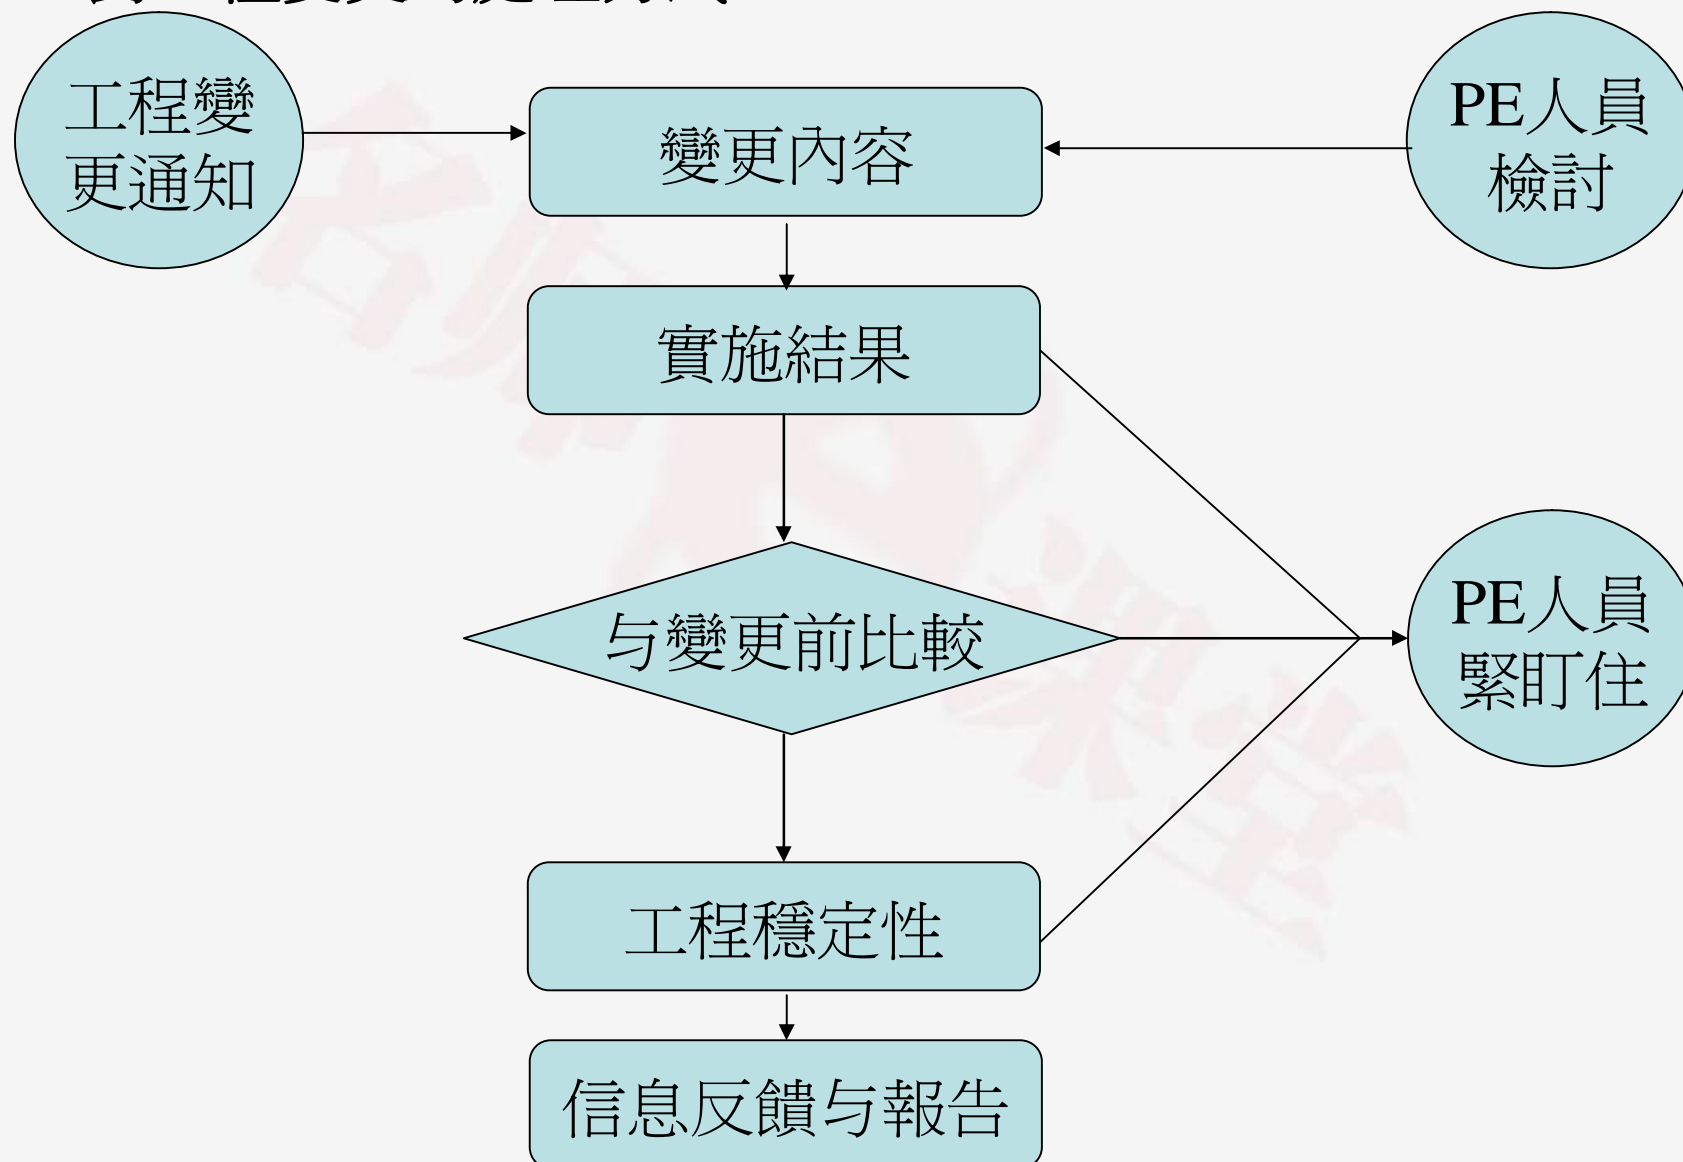 工程變
更通知
變更內容
PE人員
檢討
實施結果
与變更前比較
PE人員
緊盯住
工程穩定性
信息反饋与報告